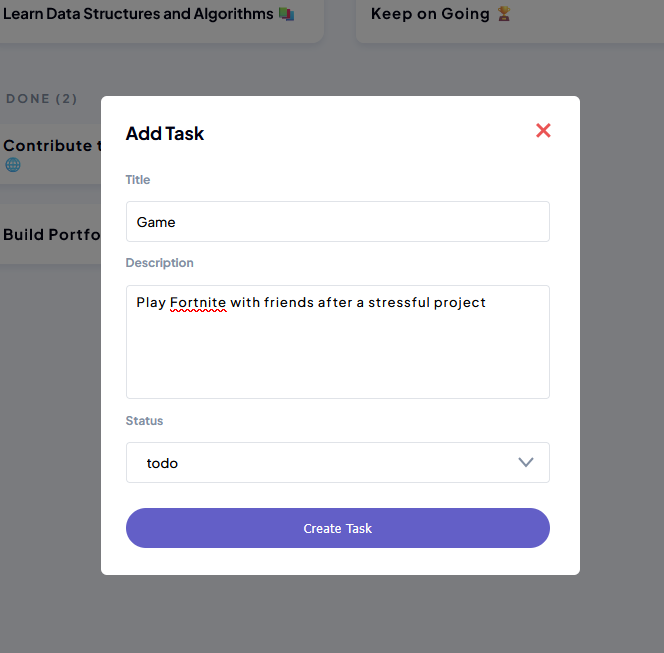 Learn Data Structures and Algorithms 📚
Keep on Going 🏆
DONE (2)
Contribute t
🌐
Build Portfo
Add Task
Title
Game
Description
Play Fortnite with friends after a stressful project
Status
todo
Create Task